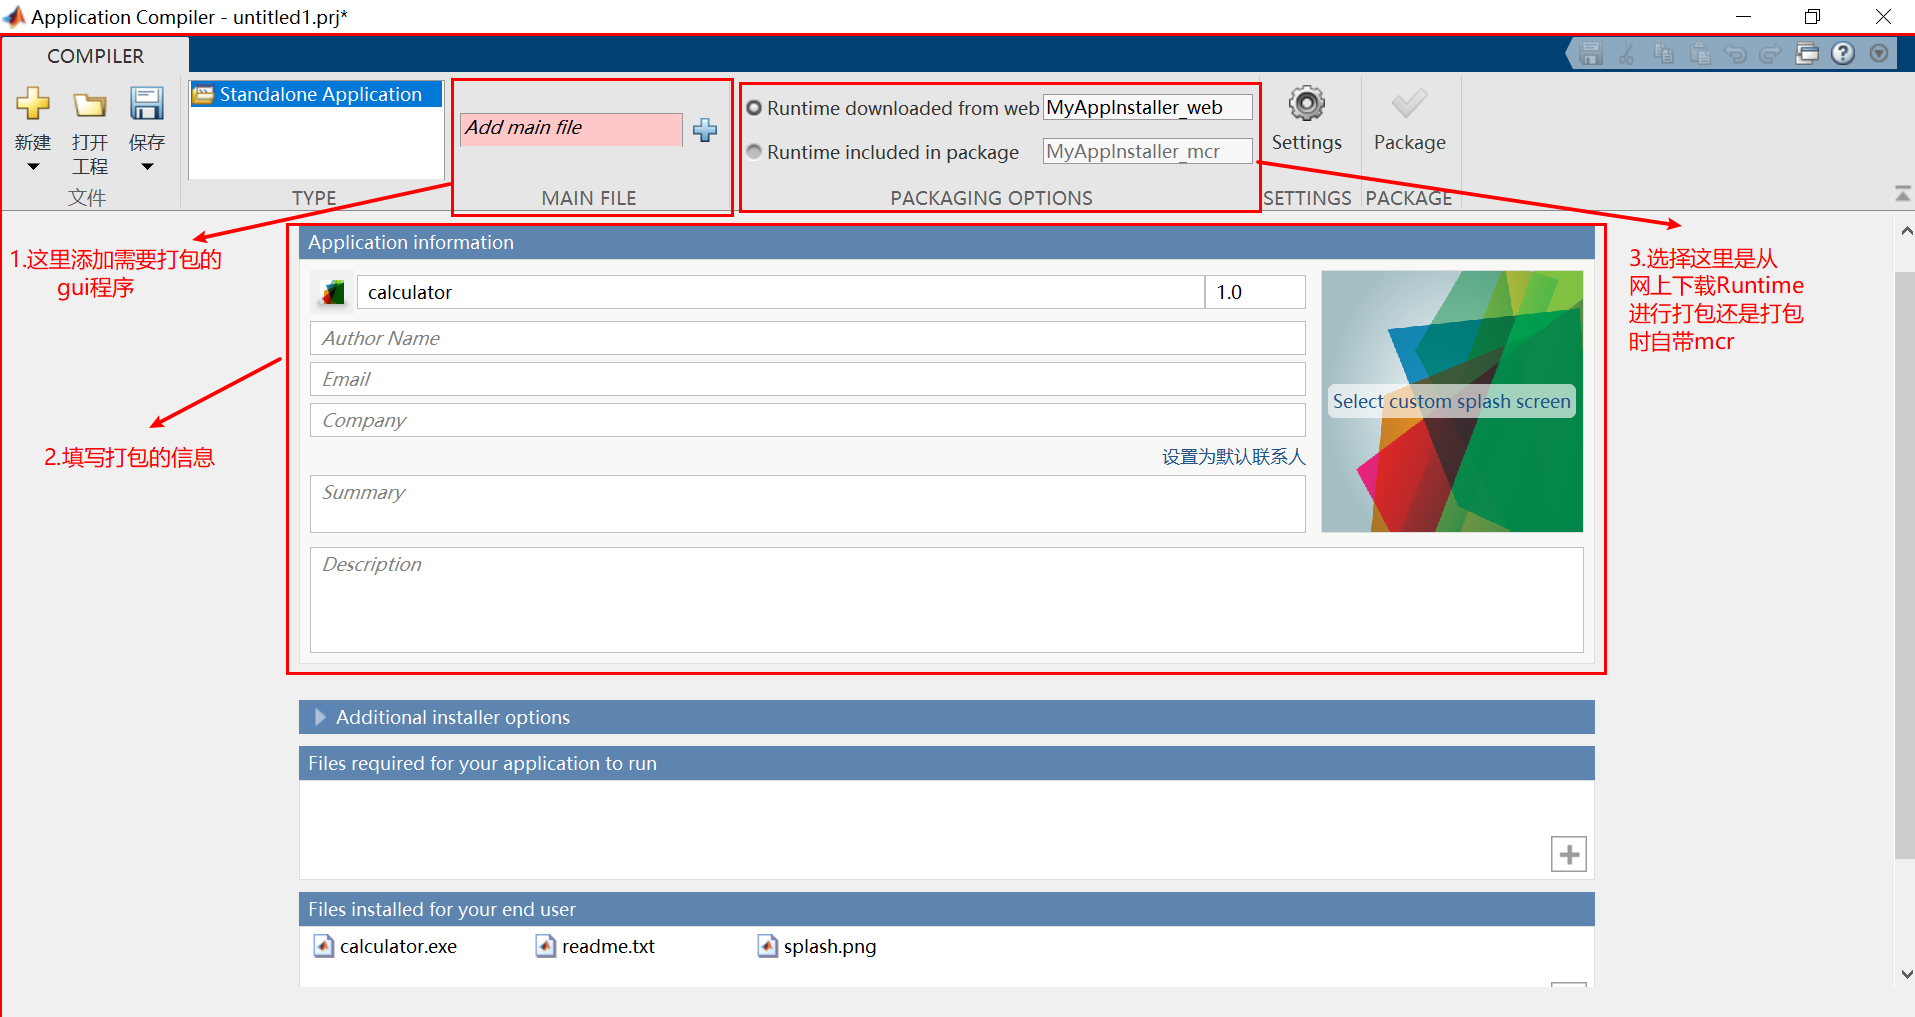 Application Compiler - untitled1.prj*
COMPILER
新建
打开
工程
保存
文件
Standalone Application
TYPE
Add main file
MAIN FILE
Runtime downloaded from web MyAppInstaller_web
Runtime included in package MyAppInstaller_mcr
PACKAGING OPTIONS
Settings
SETTINGS
Package
PACKAGE
1.这里添加需要打包的
gui程序
2.填写打包的信息
3.选择这里是从
网上下载Runtime
进行打包还是打包
时自带mcr
Application information
calculator 1.0
Author Name
Email
Company
设置为默认联系人
Summary
Select custom splash screen
Description
Additional installer options
Files required for your application to run
Files installed for your end user
calculator.exe readme.txt splash.png